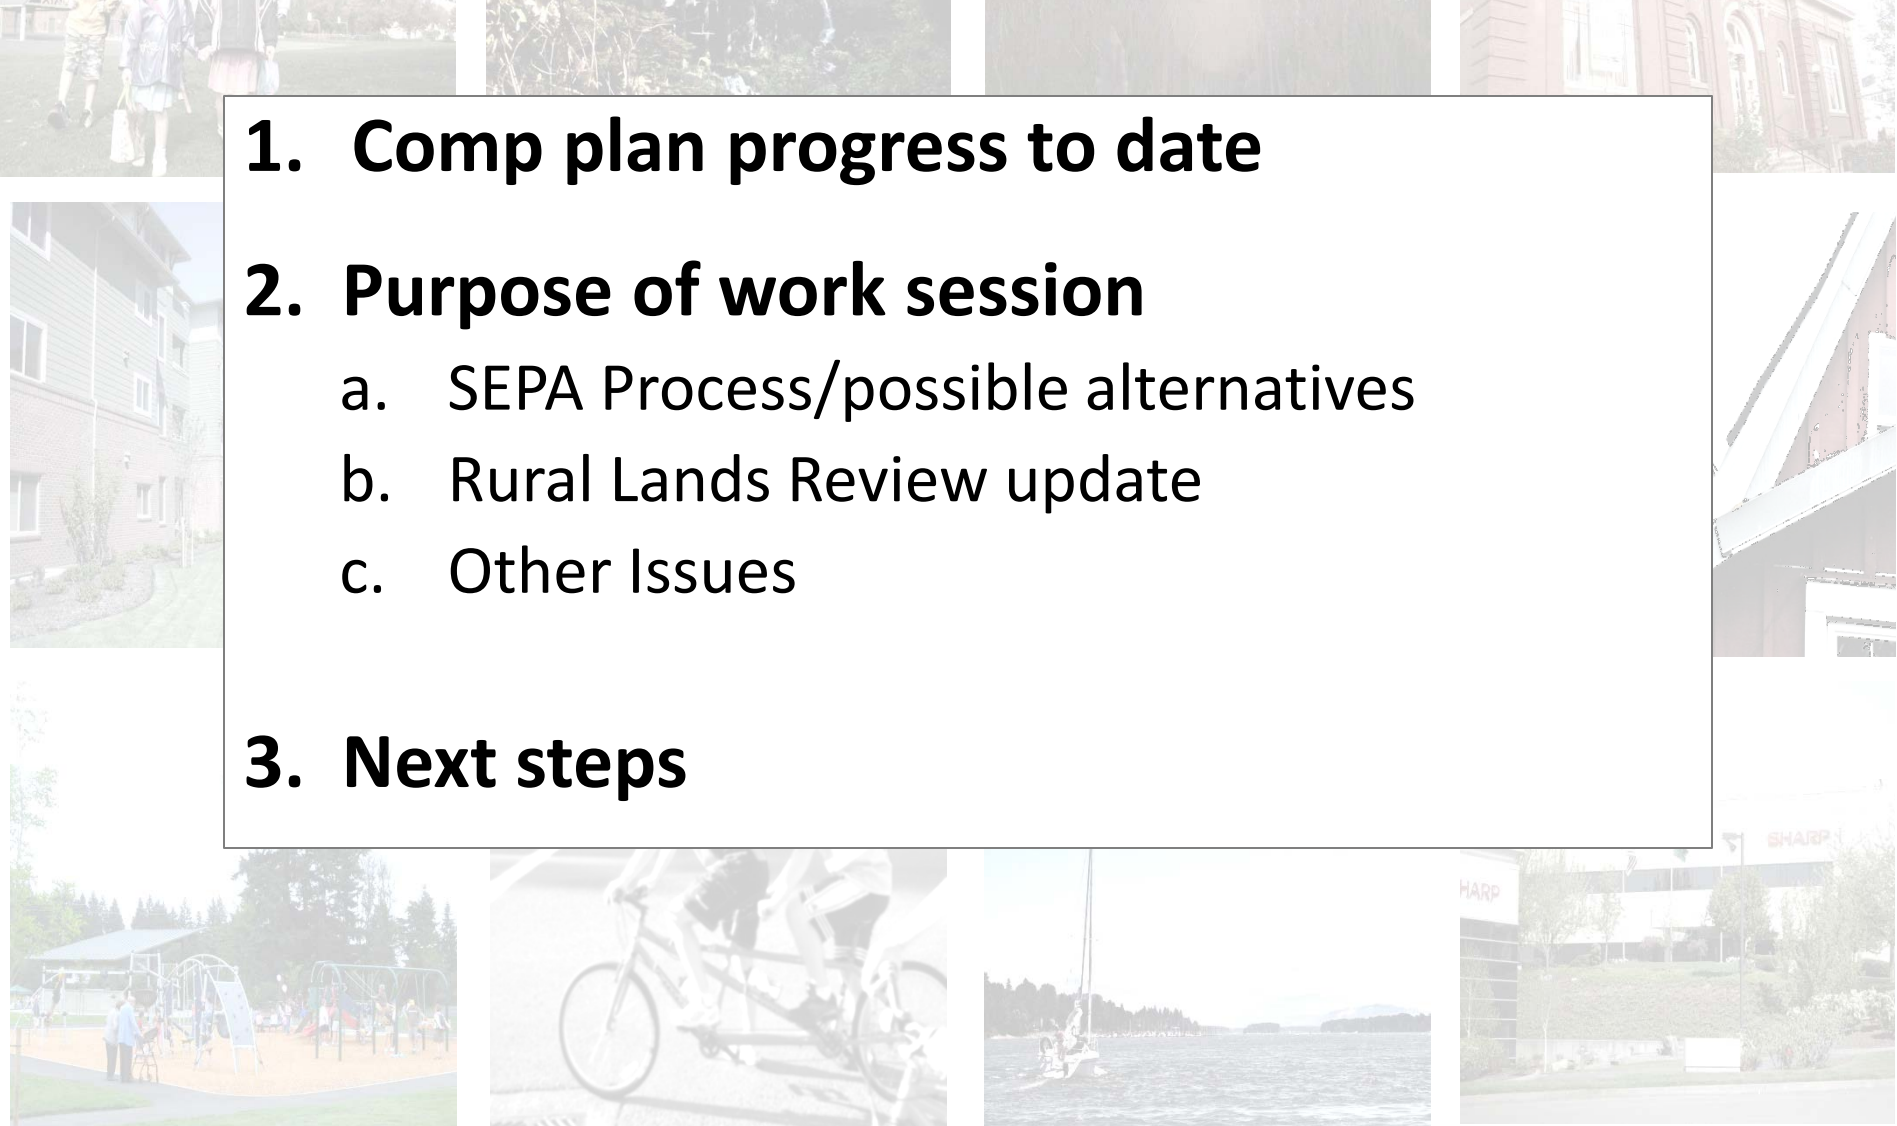 1. Comp plan progress to date
2. Purpose of work session
a. SEPA Process/possible alternatives
b. Rural Lands Review update
c. Other Issues
3. Next steps
SHARP
HARP